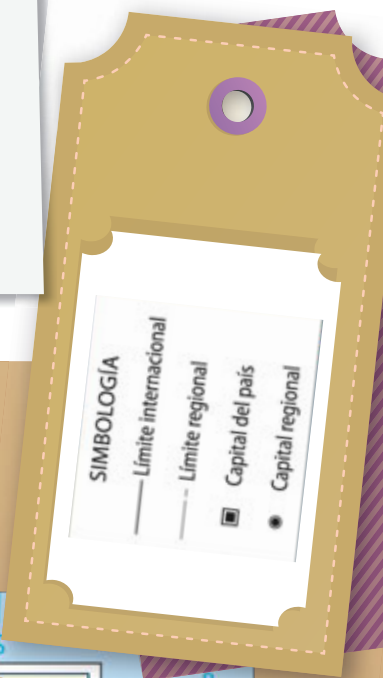 SIMBOLOGÍA
Límite internacional
Límite regional
Capital del país
Capital regional